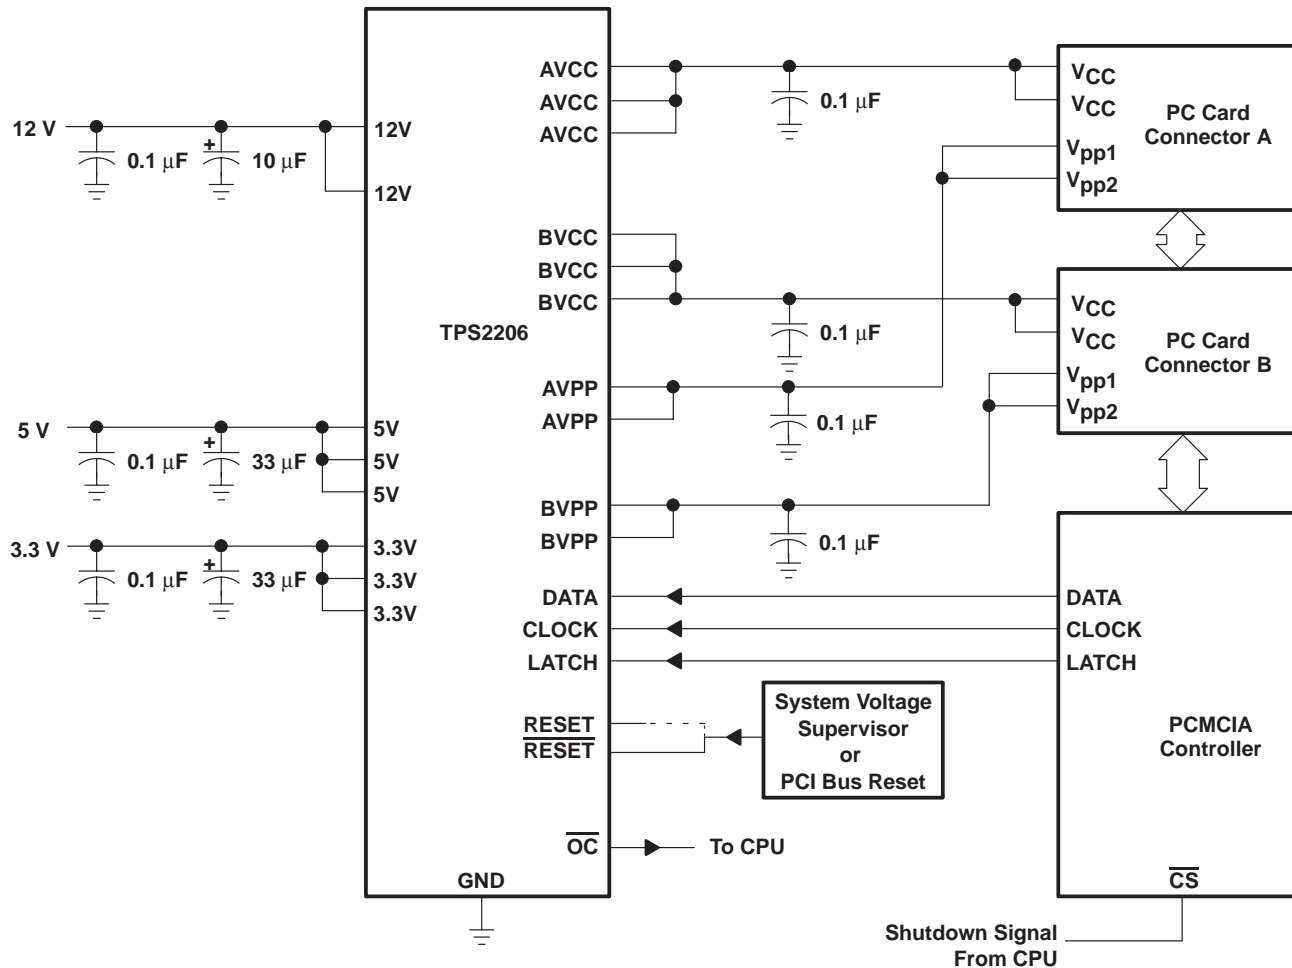 12 V
0.1 μF
+
10 μF
12V
12V
5 V
0.1 μF
+
33 μF
5V
5V
5V
3.3 V
0.1 μF
+
33 μF
3.3V
3.3V
3.3V
TPS2206
GND
AVCC
AVCC
AVCC
0.1 μF
BVCC
BVCC
BVCC
0.1 μF
AVPP
AVPP
0.1 μF
BVPP
BVPP
0.1 μF
DATA
CLOCK
LATCH
RESET
RESET
OC
To CPU
System Voltage
Supervisor
or
PCI Bus Reset
VCC
VCC
Vpp1
Vpp2
PC Card
Connector A
VCC
VCC
Vpp1
Vpp2
PC Card
Connector B
DATA
CLOCK
LATCH
PCMCIA
Controller
CS
Shutdown Signal
From CPU